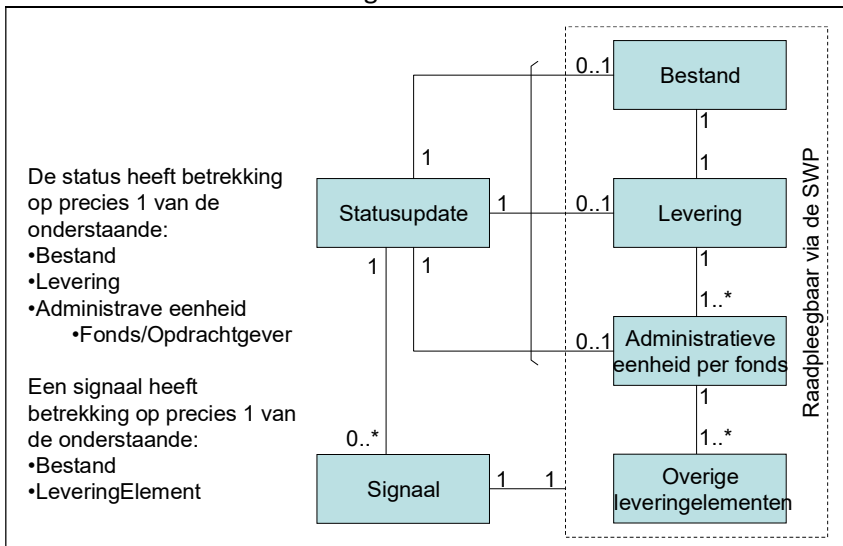 De status heeft betrekking
op precies 1 van de
onderstaande:
•Bestand
•Levering
•Administrave eenheid
•Fonds/Opdrachtgever
Een signaal heeft
betrekking op precies 1 van
de onderstaande:
•Bestand
•LeveringElement
Statusupdate
1
1
1
1
0..*
Signaal
1
1
0..1
Bestand
1
1
0..1
Levering
1
1..*
0..1
Administratieve
eenheid per fonds
1
1..*
Overige
leveringelementen
Raadpleegbaar via de SWP